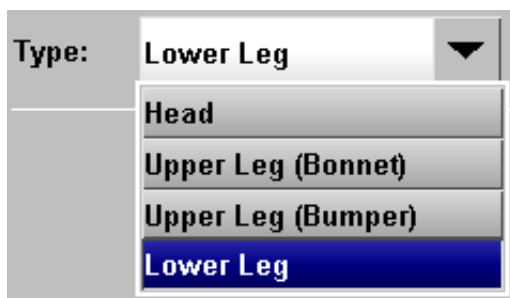 Type: Lower Leg
Head
Upper Leg (Bonnet)
Upper Leg (Bumper)
Lower Leg